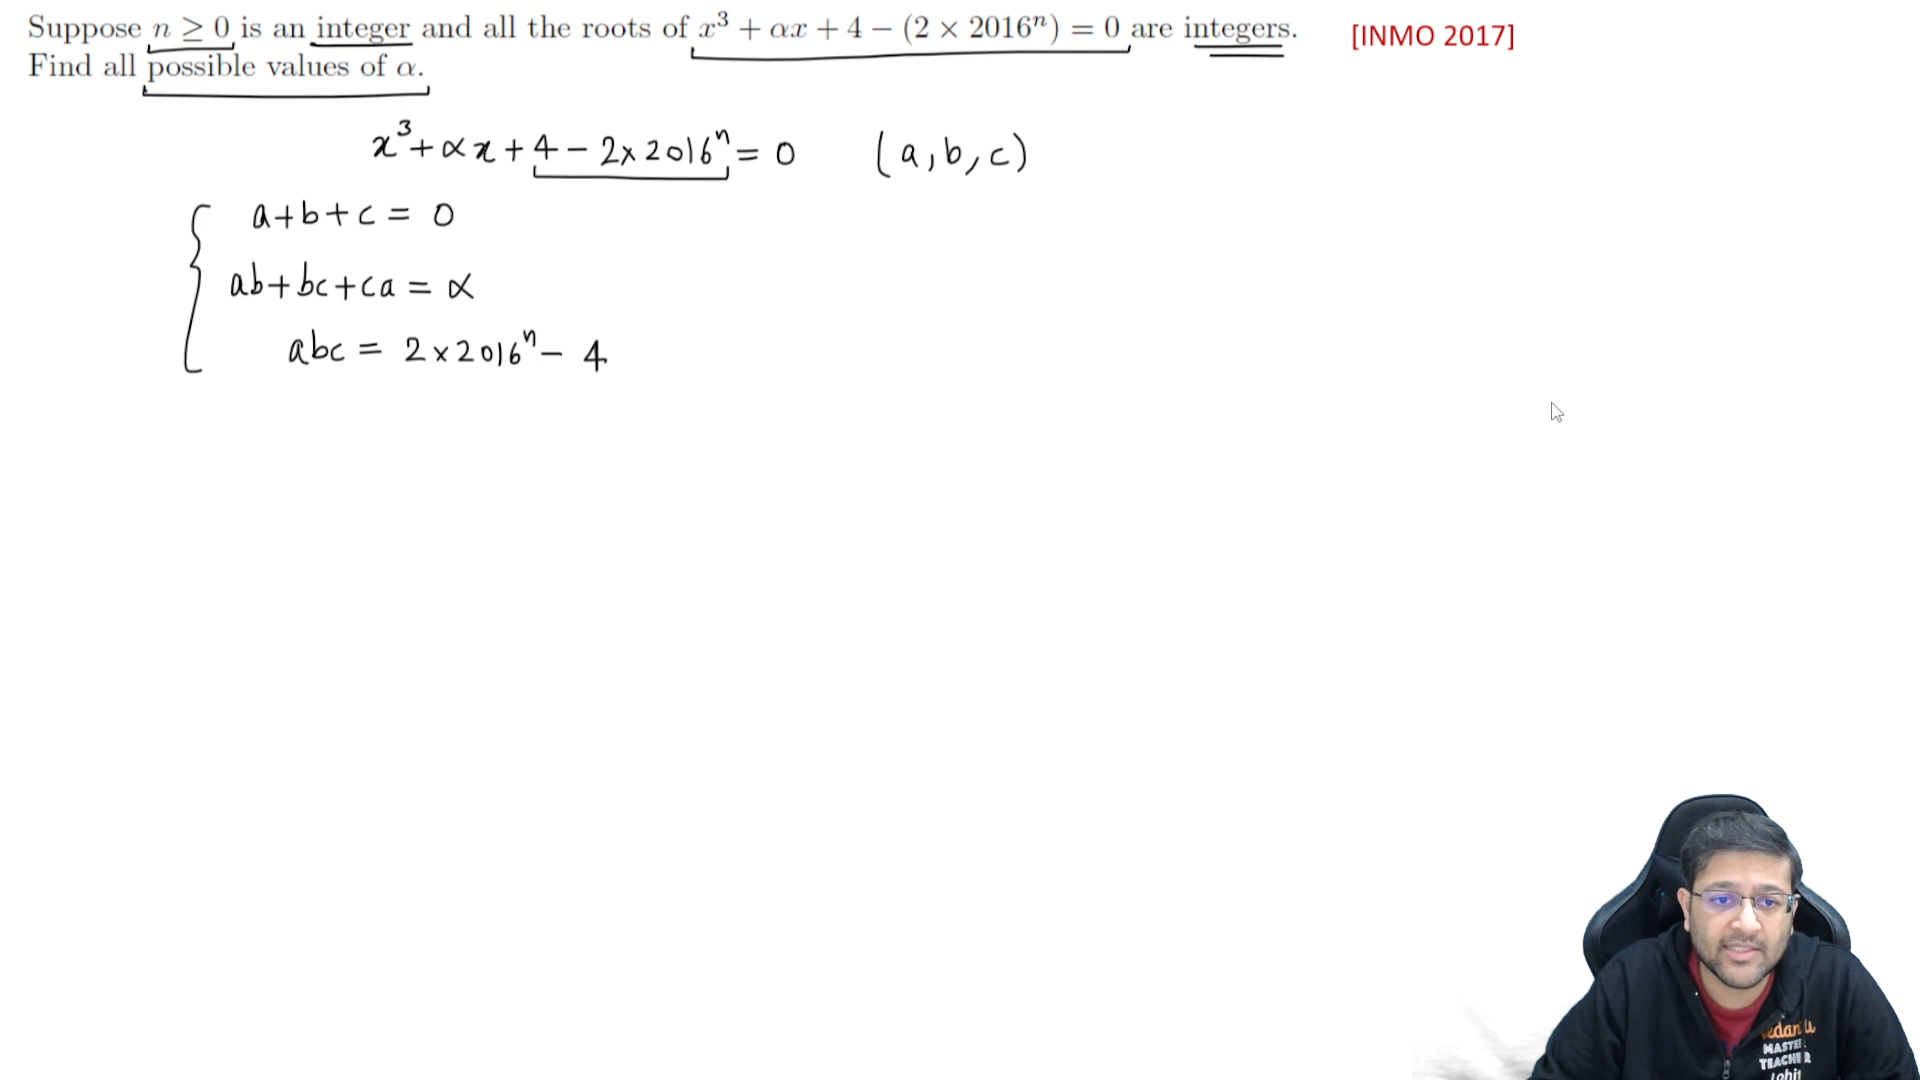 Suppose n ≥ 0 is an integer and all the roots of x³ + αx + 4 − (2 × 2016ⁿ) = 0 are integers. [INMO 2017]
Find all possible values of α.
x³ + αx + 4 − 2×2016ⁿ = 0 (a, b, c)
a+b+c = 0
ab+bc+ca = α
abc = 2×2016ⁿ − 4
MASTER
TEACHER